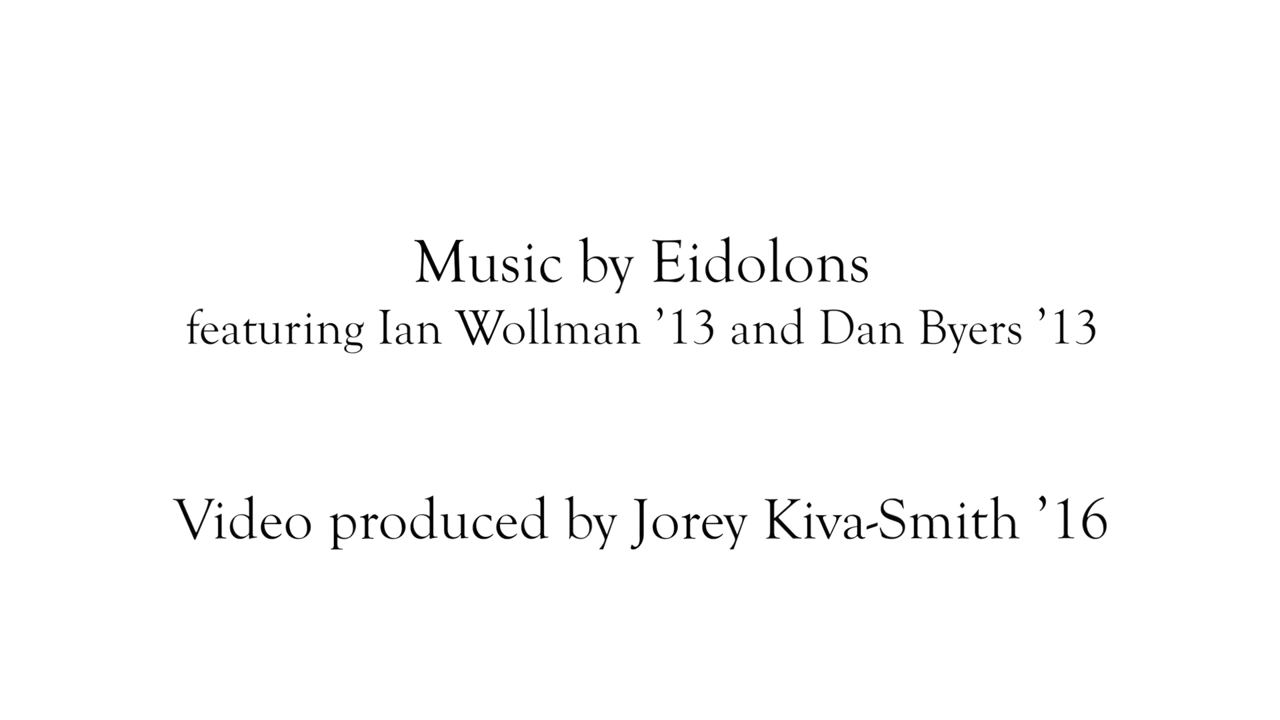 Music by Eidolons
featuring Ian Wollman ’13 and Dan Byers ’13
Video produced by Jorey Kiva-Smith ’16